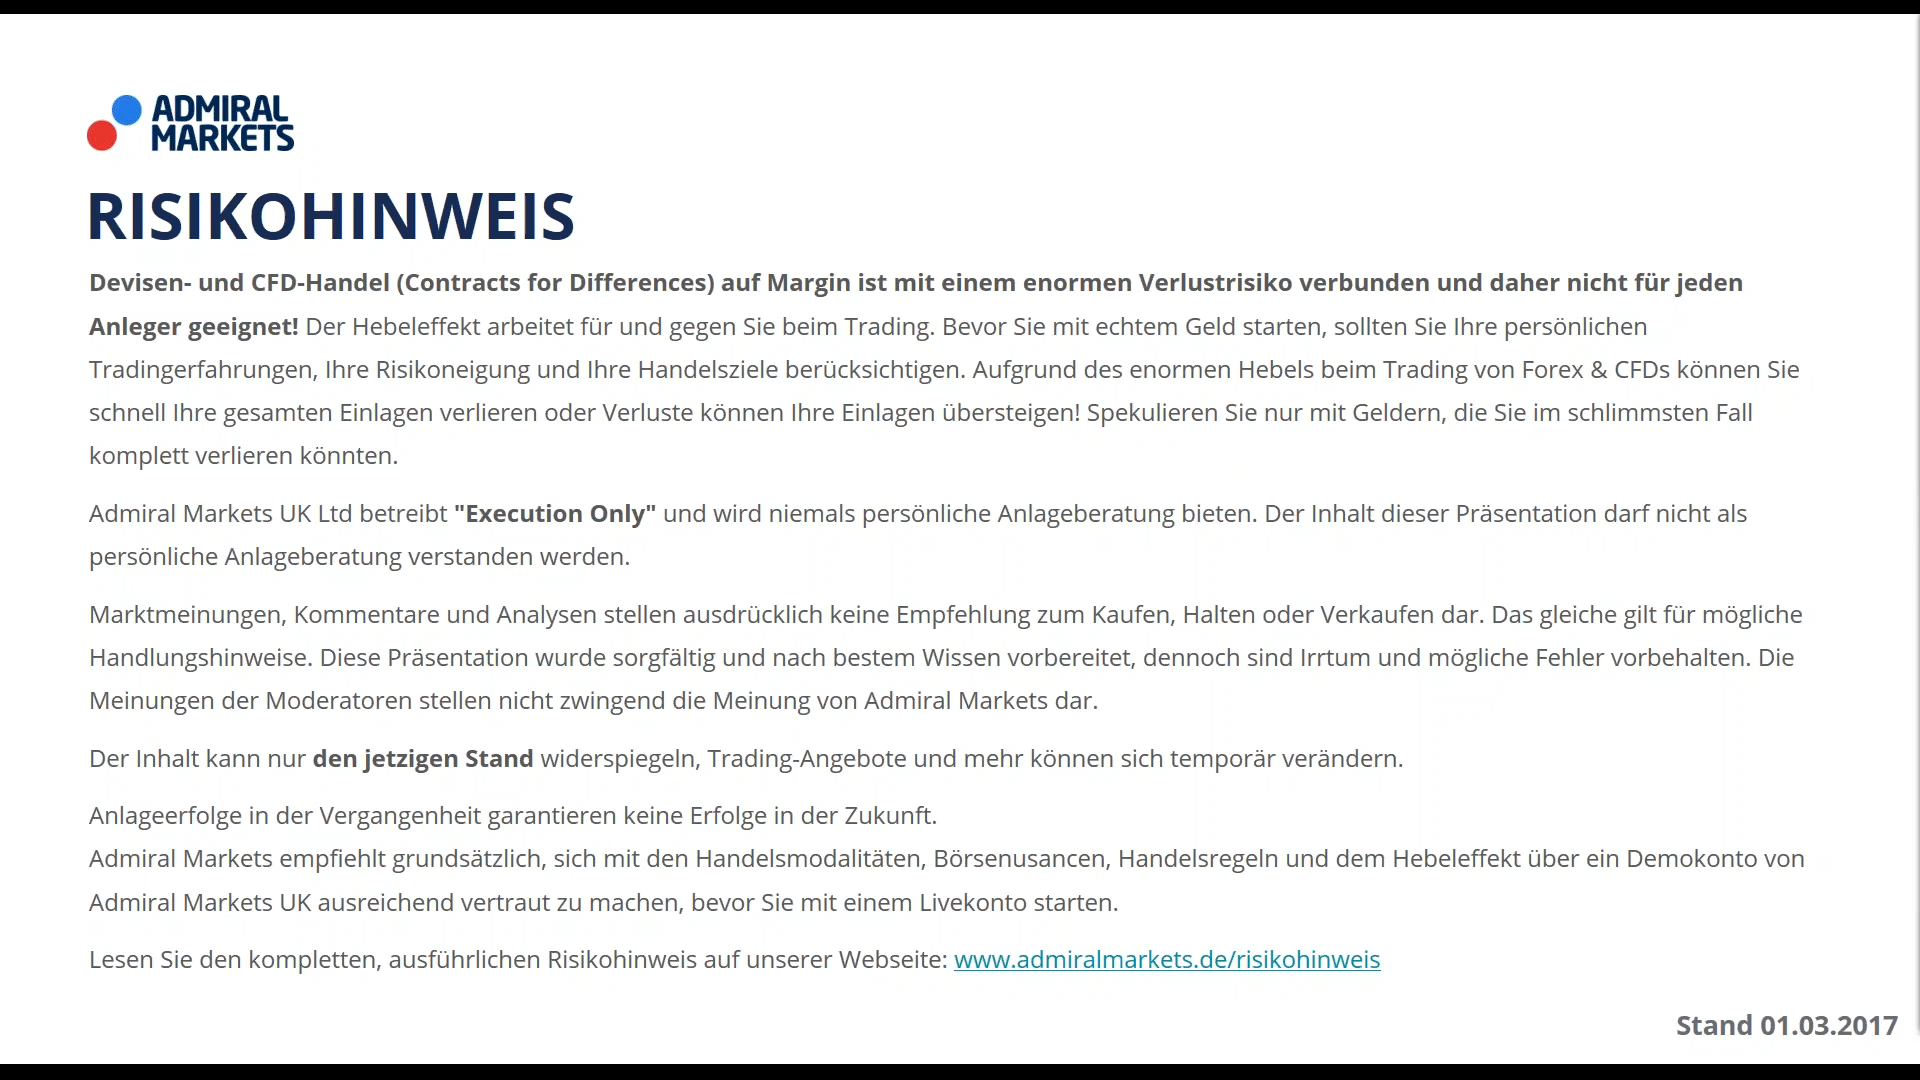 ADMIRAL
MARKETS
RISIKOHINWEIS
Devisen- und CFD-Handel (Contracts for Differences) auf Margin ist mit einem enormen Verlustrisiko verbunden und daher nicht für jeden
Anleger geeignet! Der Hebeleffekt arbeitet für und gegen Sie beim Trading. Bevor Sie mit echtem Geld starten, sollten Sie Ihre persönlichen
Tradingerfahrungen, Ihre Risikoneigung und Ihre Handelsziele berücksichtigen. Aufgrund des enormen Hebels beim Trading von Forex & CFDs können Sie
schnell Ihre gesamten Einlagen verlieren oder Verluste können Ihre Einlagen übersteigen! Spekulieren Sie nur mit Geldern, die Sie im schlimmsten Fall
komplett verlieren könnten.
Admiral Markets UK Ltd betreibt "Execution Only" und wird niemals persönliche Anlageberatung bieten. Der Inhalt dieser Präsentation darf nicht als
persönliche Anlageberatung verstanden werden.
Marktmeinungen, Kommentare und Analysen stellen ausdrücklich keine Empfehlung zum Kaufen, Halten oder Verkaufen dar. Das gleiche gilt für mögliche
Handlungshinweise. Diese Präsentation wurde sorgfältig und nach bestem Wissen vorbereitet, dennoch sind Irrtum und mögliche Fehler vorbehalten. Die
Meinungen der Moderatoren stellen nicht zwingend die Meinung von Admiral Markets dar.
Der Inhalt kann nur den jetzigen Stand widerspiegeln, Trading-Angebote und mehr können sich temporär verändern.
Anlageerfolge in der Vergangenheit garantieren keine Erfolge in der Zukunft.
Admiral Markets empfiehlt grundsätzlich, sich mit den Handelsmodalitäten, Börsenusancen, Handelsregeln und dem Hebeleffekt über ein Demokonto von
Admiral Markets UK ausreichend vertraut zu machen, bevor Sie mit einem Livekonto starten.
Lesen Sie den kompletten, ausführlichen Risikohinweis auf unserer Webseite: www.admiralmarkets.de/risikohinweis
Stand 01.03.2017